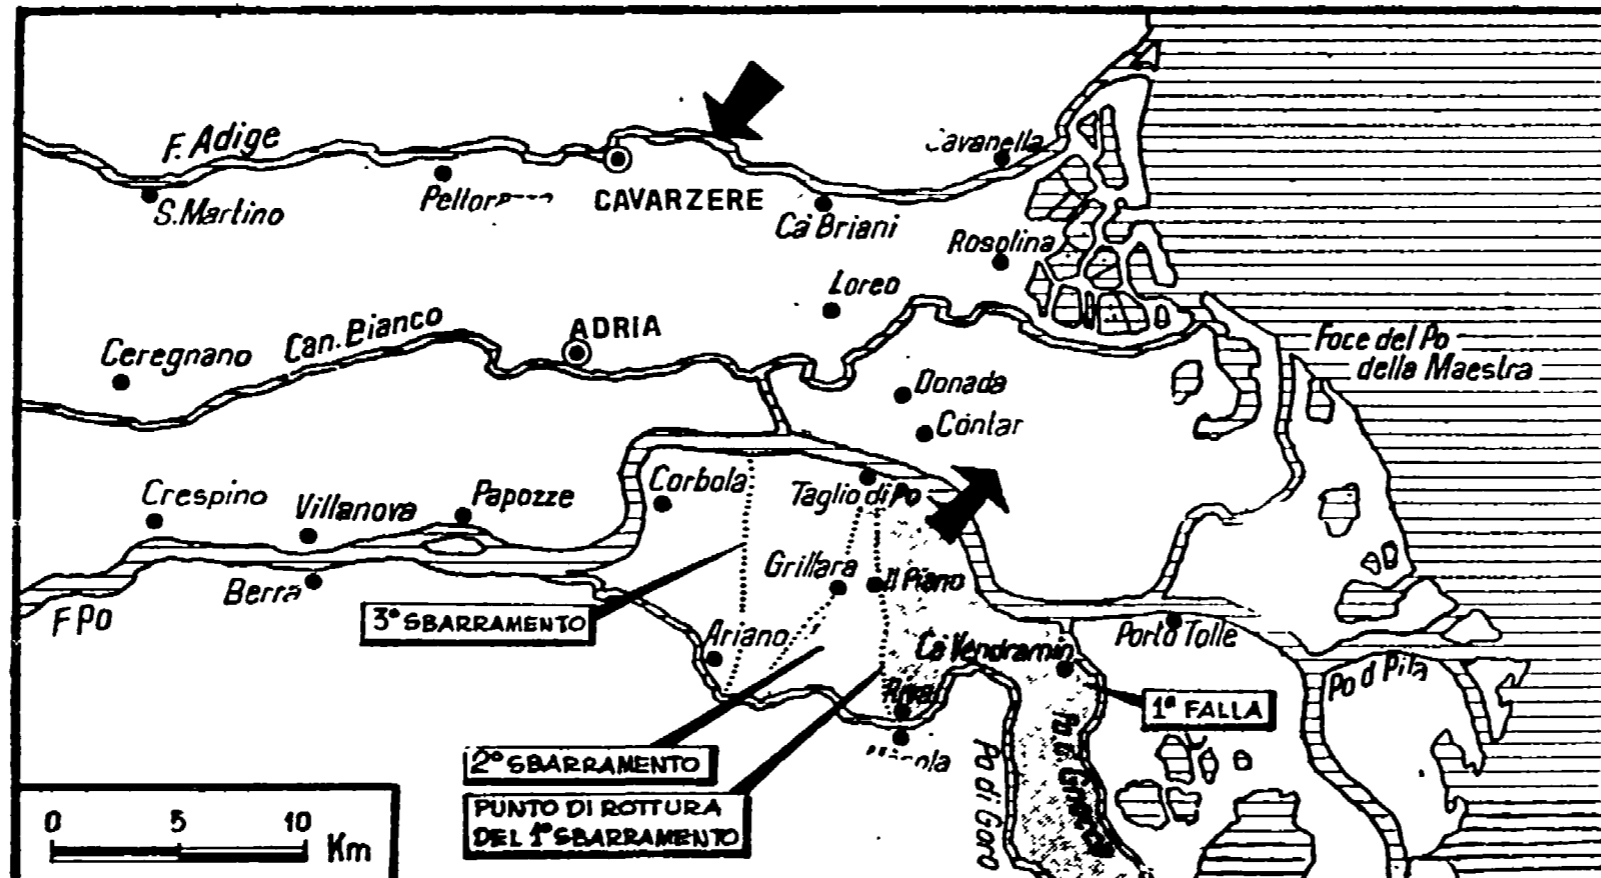 F. Adige
S. Martino
CAVARZERE
Cavanella
Ca' Briani
Rosolina
Loreo
Can. Bianco
ADRIA
Ceregnano
Foce del Po
della Maestra
Donada
Contar
Corbola
Taglio di Po
Crespino
Villanova
Papozze
Grillara
Il Piano
Berra
F Po
3° SBARRAMENTO
Ariano
Ca' Vendramin
Porto Tolle
Po d Pila
1ª FALLA
2° SBARRAMENTO
PUNTO DI ROTTURA
DEL 1° SBARRAMENTO
Po di Goro
0 5 10
Km